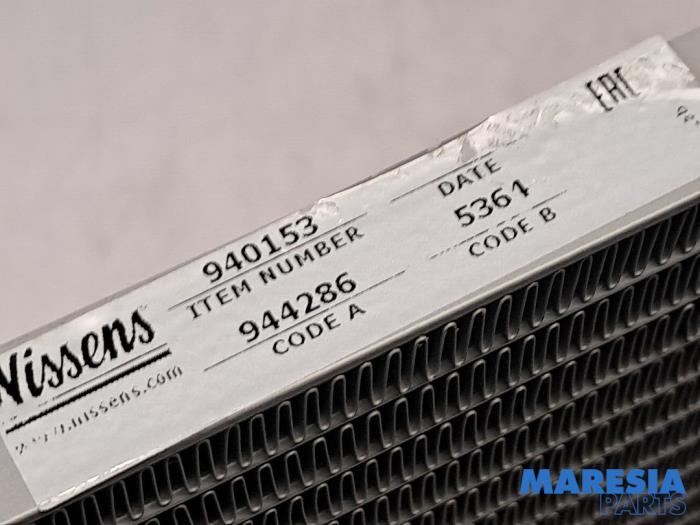 Nissens
www.nissens.com
940153
ITEM NUMBER
944286
CODE A
DATE
5361
CODE B
EAC
MARESIA
PARTS